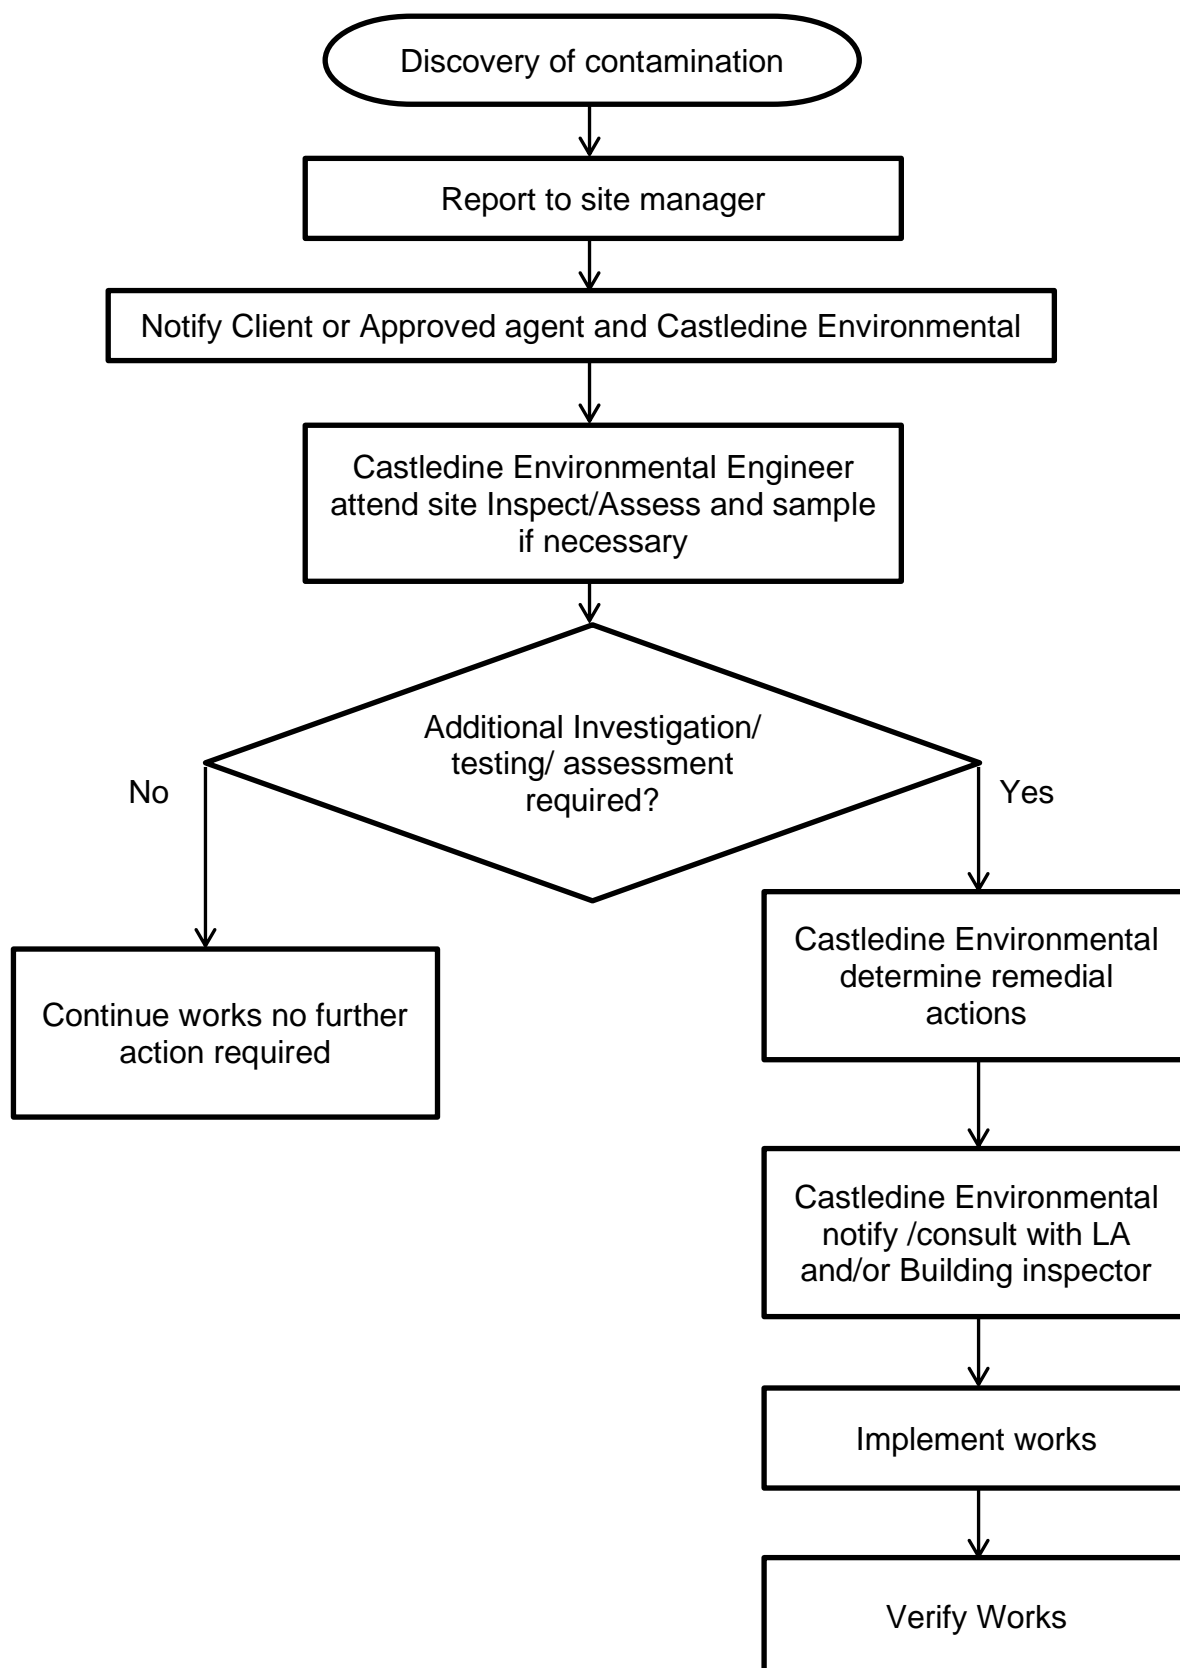 Discovery of contamination
Report to site manager
Notify Client or Approved agent and Castledine Environmental
Castledine Environmental Engineer
attend site Inspect/Assess and sample
if necessary
Additional Investigation/
testing/ assessment
required?
No
Yes
Continue works no further
action required
Castledine Environmental
determine remedial
actions
Castledine Environmental
notify /consult with LA
and/or Building inspector
Implement works
Verify Works